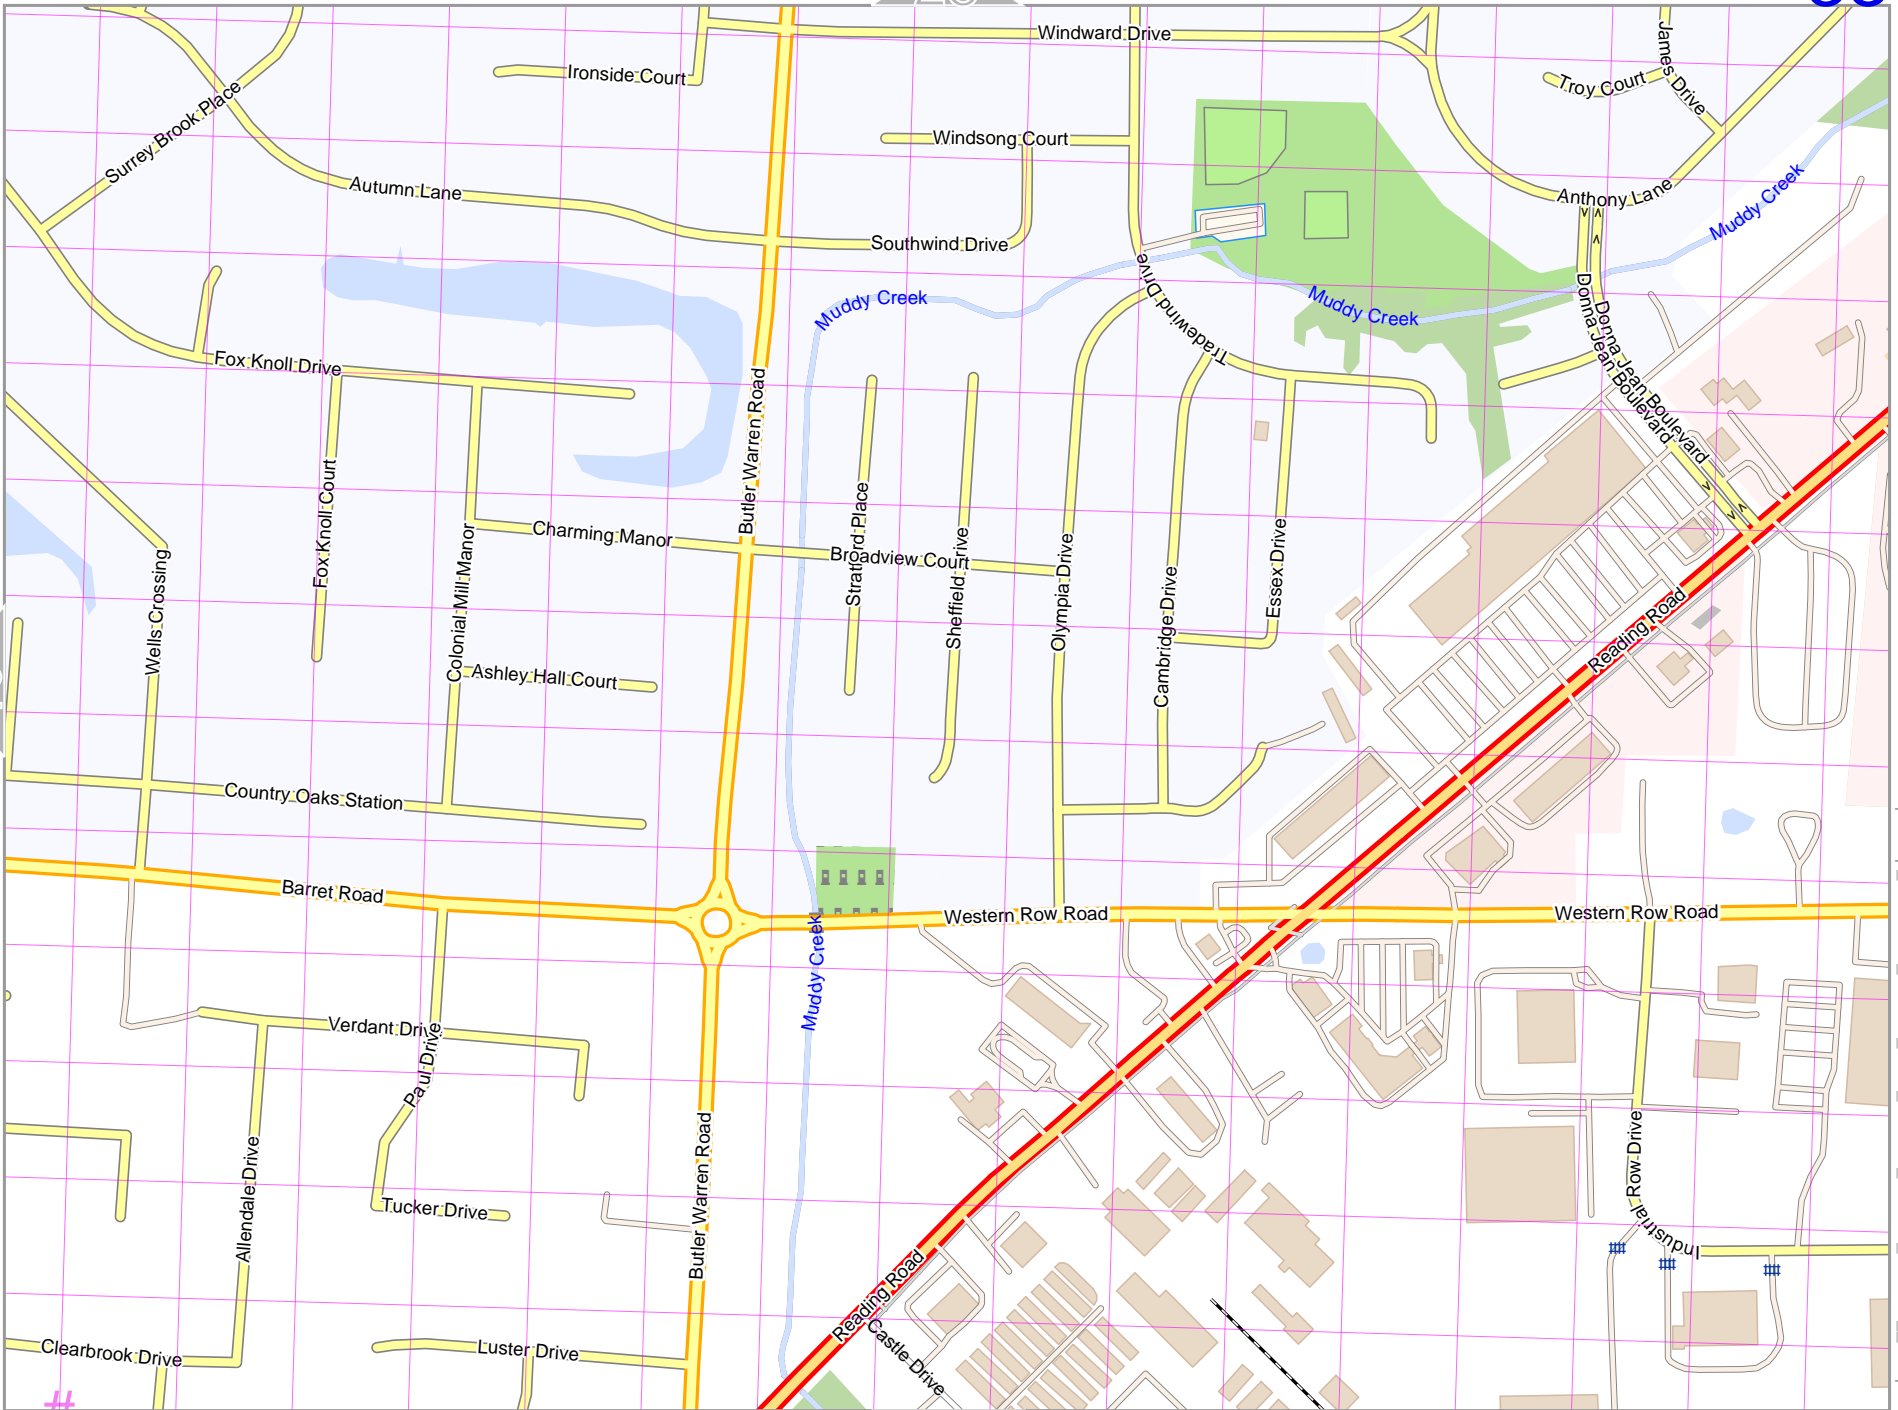 Windward Drive
Ironside Court
James Drive
Troy Court
Surrey Brook Place
Windsong Court
Autumn Lane
Anthony Lane
Muddy Creek
Southwind Drive
Muddy Creek
Muddy Creek
Tradewind Drive
Donna Jean Boulevard
Donna Jean Boulevard
Fox Knoll Drive
Butler Warren Road
Fox Knoll Court
Charming Manor
Broadview Court
Stratford Place
Sheffield Drive
Olympia Drive
Cambridge Drive
Essex Drive
Wells Crossing
Colonial Mill Manor
Ashley Hall Court
Reading Road
Country Oaks Station
Barret Road
Western Row Road
Western Row Road
Muddy Creek
Verdant Drive
Paul Drive
Allendale Drive
Butler Warren Road
Tucker Drive
Industrial Row Drive
Reading Road
Castle Drive
Clearbrook Drive
Luster Drive
#